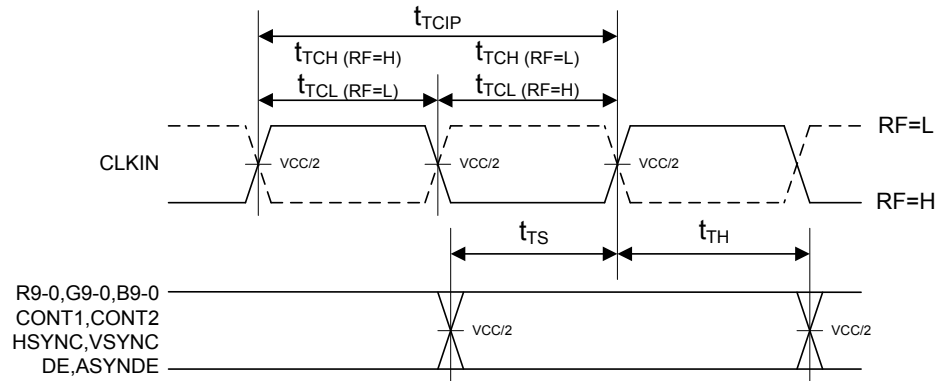 tTCIP
tTCH (RF=H) tTCH (RF=L)
tTCL (RF=L) tTCL (RF=H)
RF=L
CLKIN VCC/2 VCC/2 VCC/2
RF=H
tTS tTH
R9-0,G9-0,B9-0
CONT1,CONT2
VCC/2 VCC/2
HSYNC,VSYNC
DE,ASYNDE